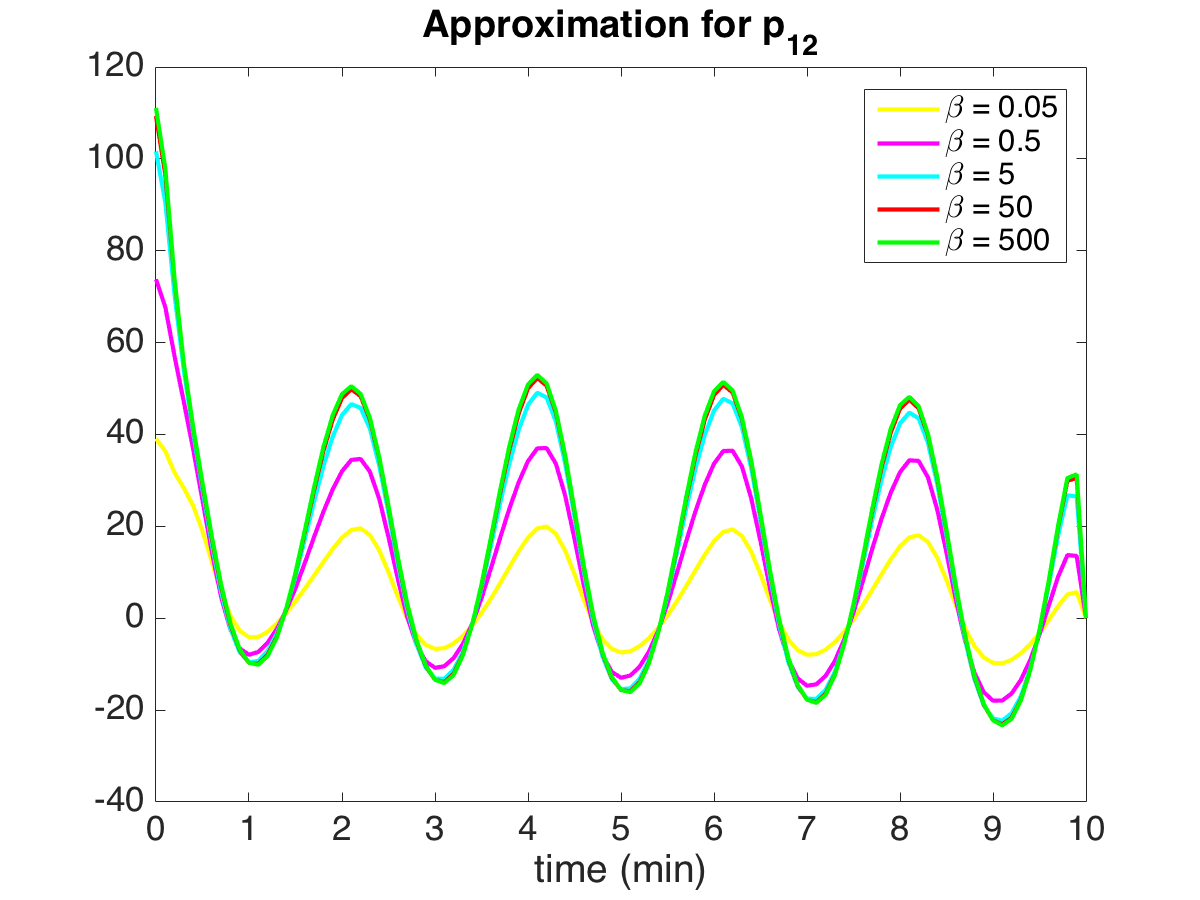 Approximation for p12
120
100
80
60
40
20
0
-20
-40
β = 0.05
β = 0.5
β = 5
β = 50
β = 500
0 1 2 3 4 5 6 7 8 9 10
time (min)